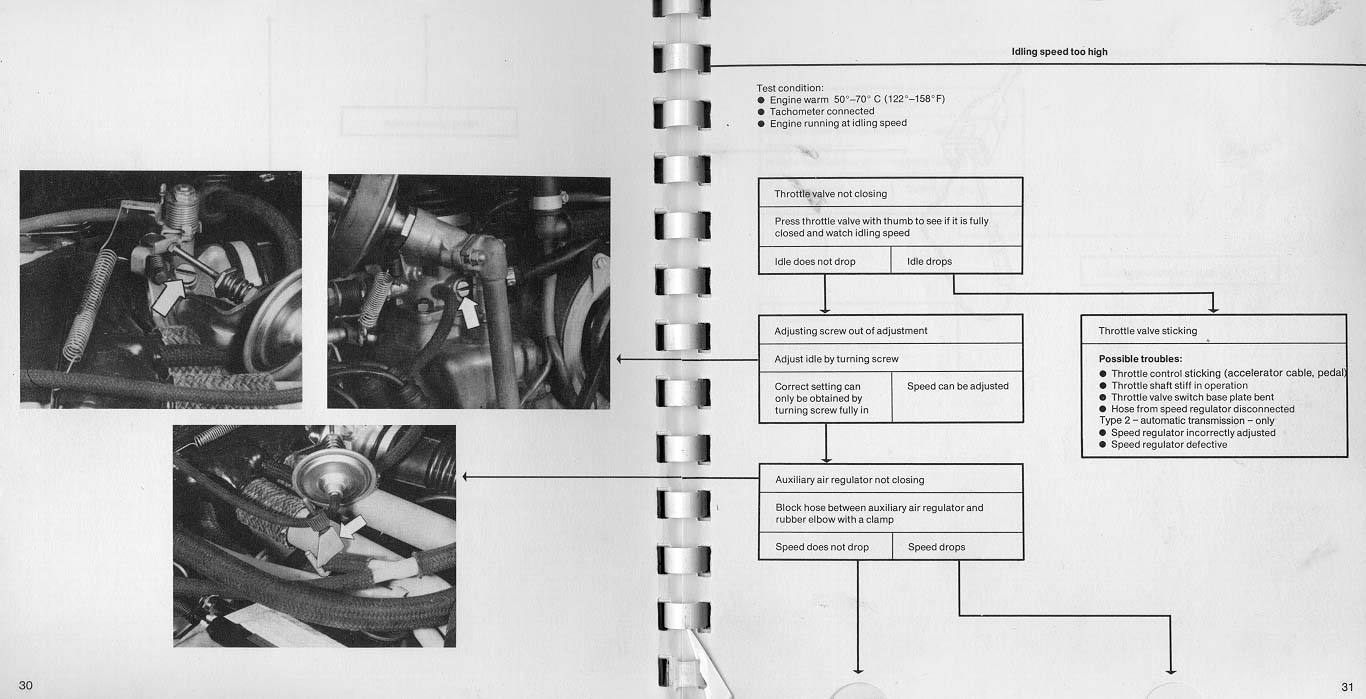 Idling speed too high
Test condition:
● Engine warm 50°–70° C (122°–158°F)
● Tachometer connected
● Engine running at idling speed
Throttle valve not closing
Press throttle valve with thumb to see if it is fully
closed and watch idling speed
Idle does not drop
Idle drops
Adjusting screw out of adjustment
Adjust idle by turning screw
Correct setting can
only be obtained by
turning screw fully in
Speed can be adjusted
Throttle valve sticking
Possible troubles:
● Throttle control sticking (accelerator cable, pedal)
● Throttle shaft stiff in operation
● Throttle valve switch base plate bent
● Hose from speed regulator disconnected
Type 2 – automatic transmission – only
● Speed regulator incorrectly adjusted
● Speed regulator defective
Auxiliary air regulator not closing
Block hose between auxiliary air regulator and
rubber elbow with a clamp
Speed does not drop
Speed drops
30
31